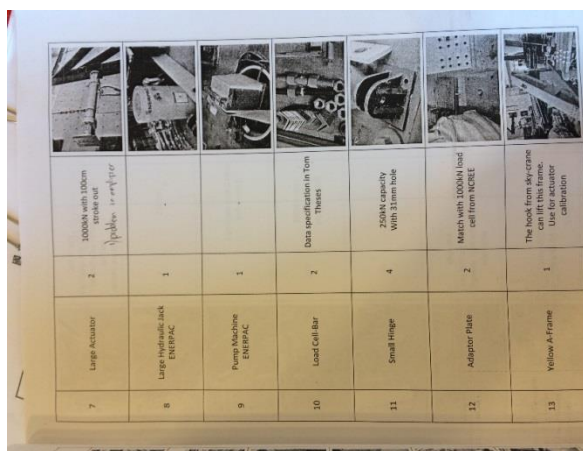 7
Large Actuator
2
1000kN with 100cm
stroke out
1 problem in
8
Large Hydraulic Jack
ENERPAC
1
-
9
Pump Machine
ENERPAC
1
-
10
Load Cell-Bar
2
Data specification in Tom
Theses
11
Small Hinge
4
250kN capacity
With 31mm hole
12
Adaptor Plate
2
Match with 1000kN load
cell from NCREE
13
Yellow A-Frame
1
The hook from sky-crane
can lift this frame.
Use for actuator
calibration